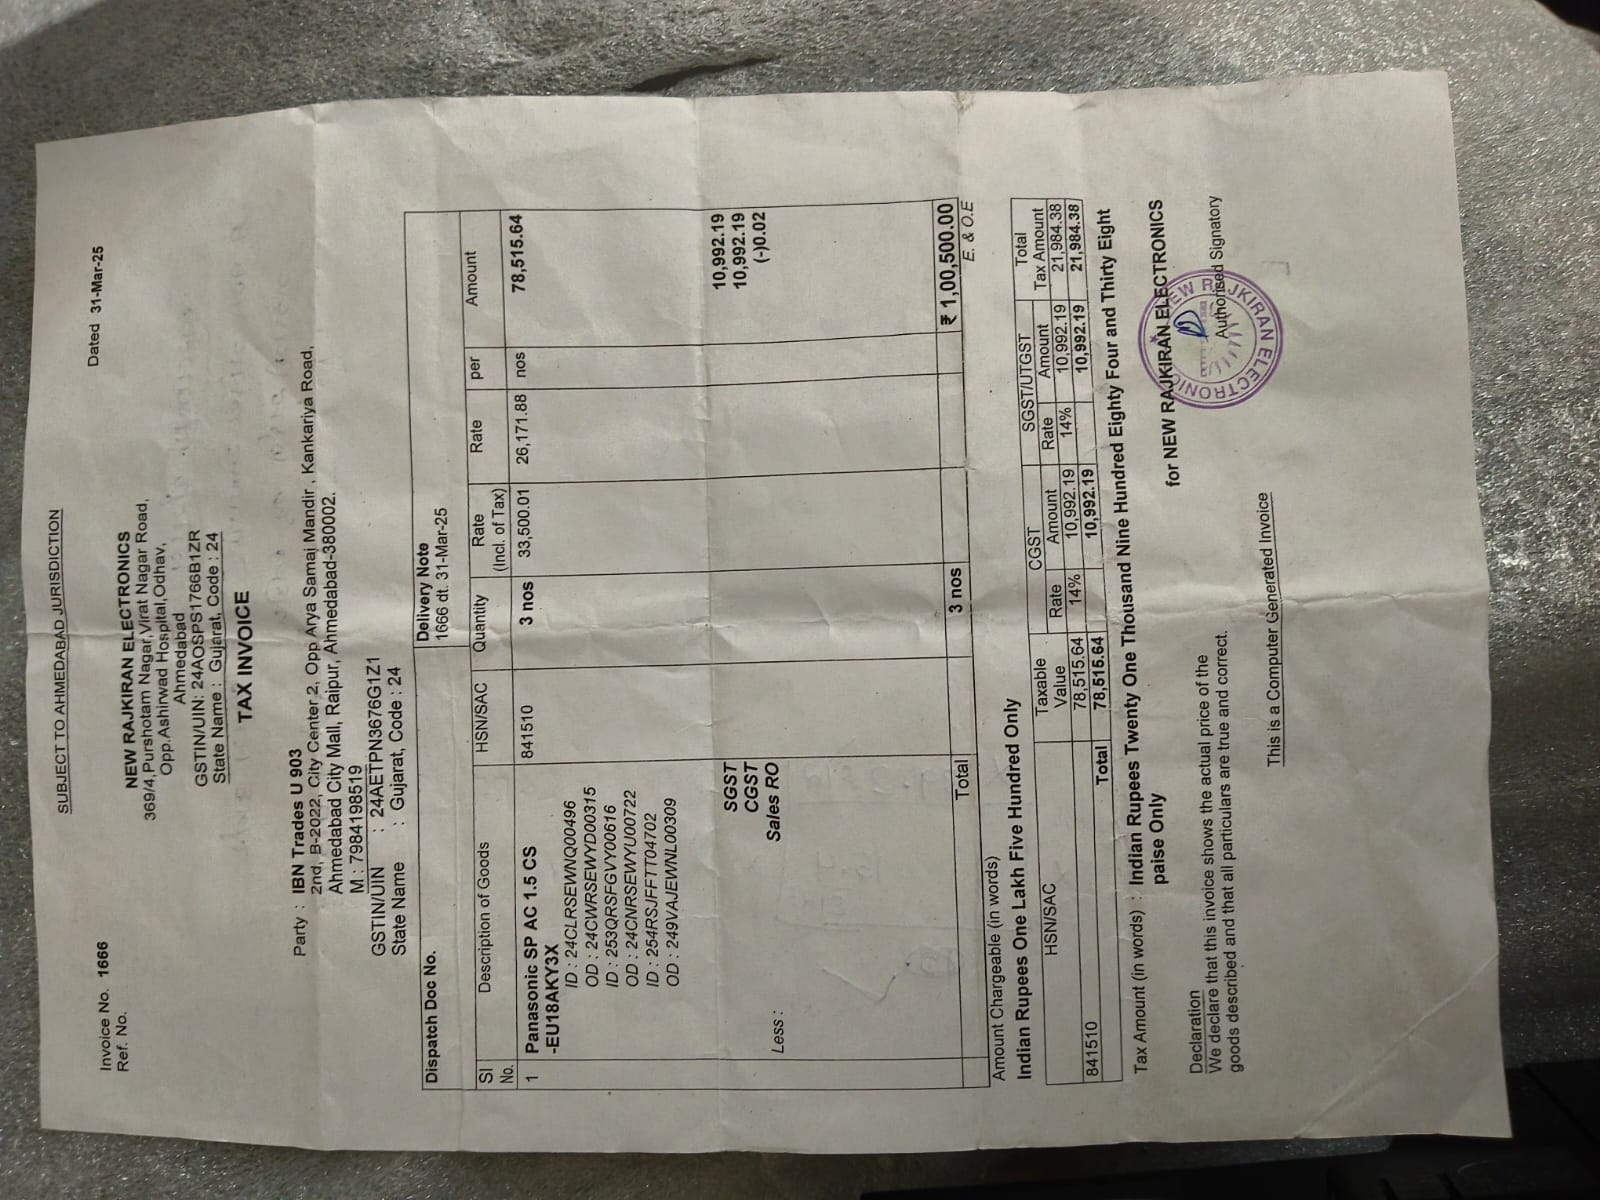 SUBJECT TO AHMEDABAD JURISDICTION
Invoice No. 1666
Dated 31-Mar-25
Ref. No.
NEW RAJKIRAN ELECTRONICS
369/4,Purshotam Nagar,Virat Nagar Road,
Opp.Ashirwad Hospital,Odhav,
Ahmedabad
GSTIN/UIN: 24AOSPS1766B1ZR
State Name : Gujarat, Code : 24
TAX INVOICE
Party : IBN Trades U 903
2nd, B-2022, City Center 2, Opp Arya Samaj Mandir , Kankariya Road,
Ahmedabad City Mall, Raipur, Ahmedabad-380002.
M : 7984198519
GSTIN/UIN : 24AETPN3676G1Z1
State Name : Gujarat, Code : 24
Dispatch Doc No.
Delivery Note
1666 dt. 31-Mar-25
Sl No. Description of Goods HSN/SAC Quantity Rate (Incl. of Tax) Rate per Amount
1 Panasonic SP AC 1.5 CS 841510 3 nos 33,500.01 26,171.88 nos 78,515.64
-EU18AKY3X
ID : 24CLRSEWNQ00496
OD : 24CWRSEWYD00315
ID : 253QRSFGVY00616
OD : 24CNRSEWYU00722
ID : 254RSJFFTT04702
OD : 249VAJEWNL00309
SGST 10,992.19
CGST 10,992.19
Less : Sales RO (-)0.02
Total 3 nos ₹ 1,00,500.00
Amount Chargeable (in words) E. & O.E
Indian Rupees One Lakh Five Hundred Only
HSN/SAC Taxable Value CGST SGST/UTGST Total Tax Amount
Rate Amount Rate Amount
841510 78,515.64 14% 10,992.19 14% 10,992.19 21,984.38
Total 78,515.64 10,992.19 10,992.19 21,984.38
Tax Amount (in words) : Indian Rupees Twenty One Thousand Nine Hundred Eighty Four and Thirty Eight
paise Only
Declaration
We declare that this invoice shows the actual price of the
goods described and that all particulars are true and correct.
for NEW RAJKIRAN ELECTRONICS
NEW RAJKIRAN ELECTRONIC
Authorised Signatory
This is a Computer Generated Invoice